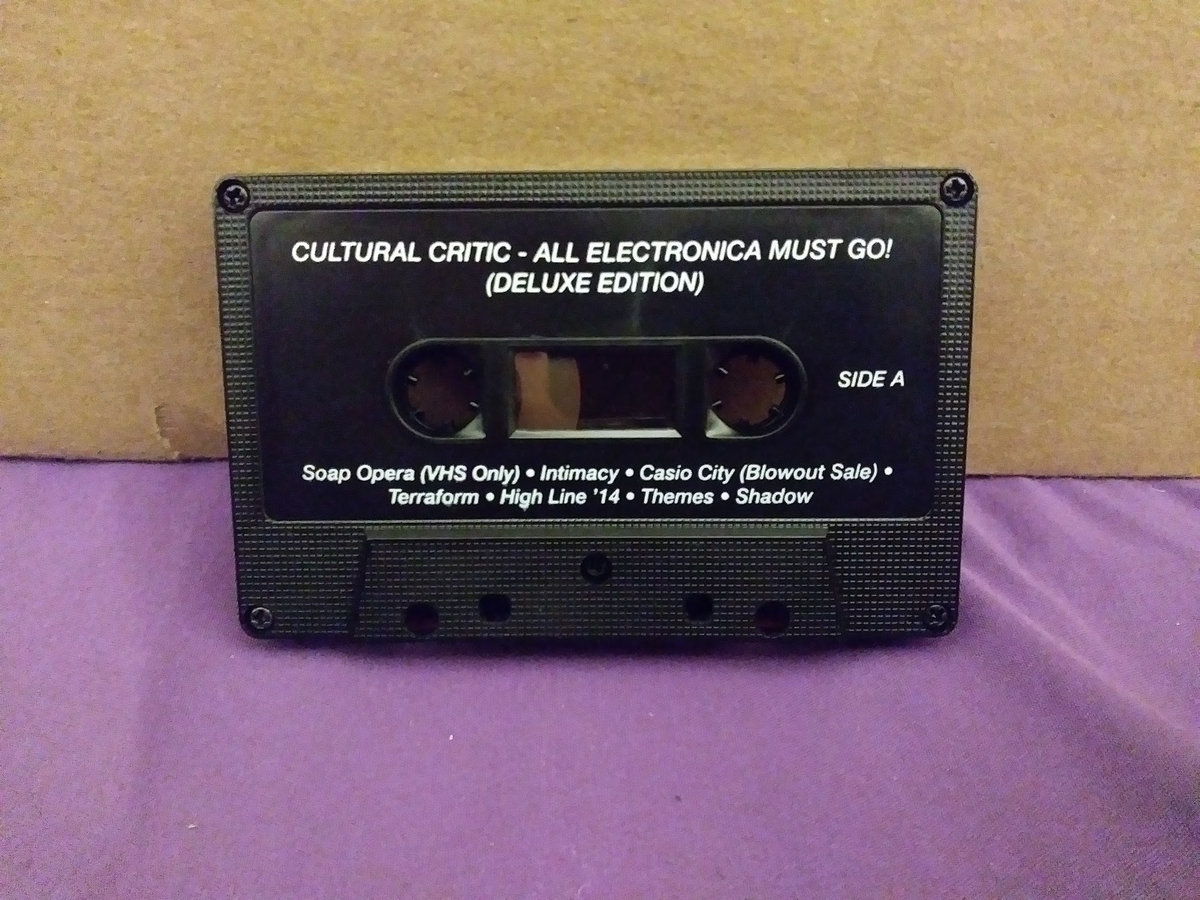 CULTURAL CRITIC - ALL ELECTRONICA MUST GO!
(DELUXE EDITION)
SIDE A
Soap Opera (VHS Only) • Intimacy • Casio City (Blowout Sale) •
Terraform • High Line '14 • Themes • Shadow